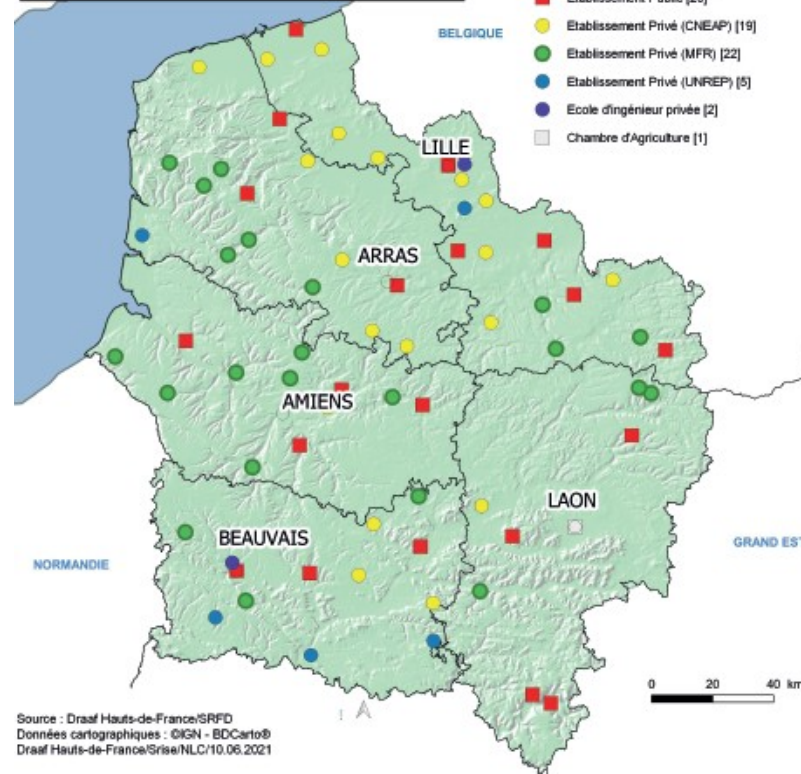 BELGIQUE
Etablissement Privé (CNEAP) [19]
Etablissement Privé (MFR) [22]
Etablissement Privé (UNREP) [5]
Ecole d'ingénieur privée [2]
Chambre d'Agriculture [1]
LILLE
ARRAS
AMIENS
LAON
BEAUVAIS
NORMANDIE
GRAND EST
0 20 40 km
Source : Draaf Hauts-de-France/SRFD
Données cartographiques : ©IGN - BDCarto®
Draaf Hauts-de-France/Srise/NLC/10.06.2021